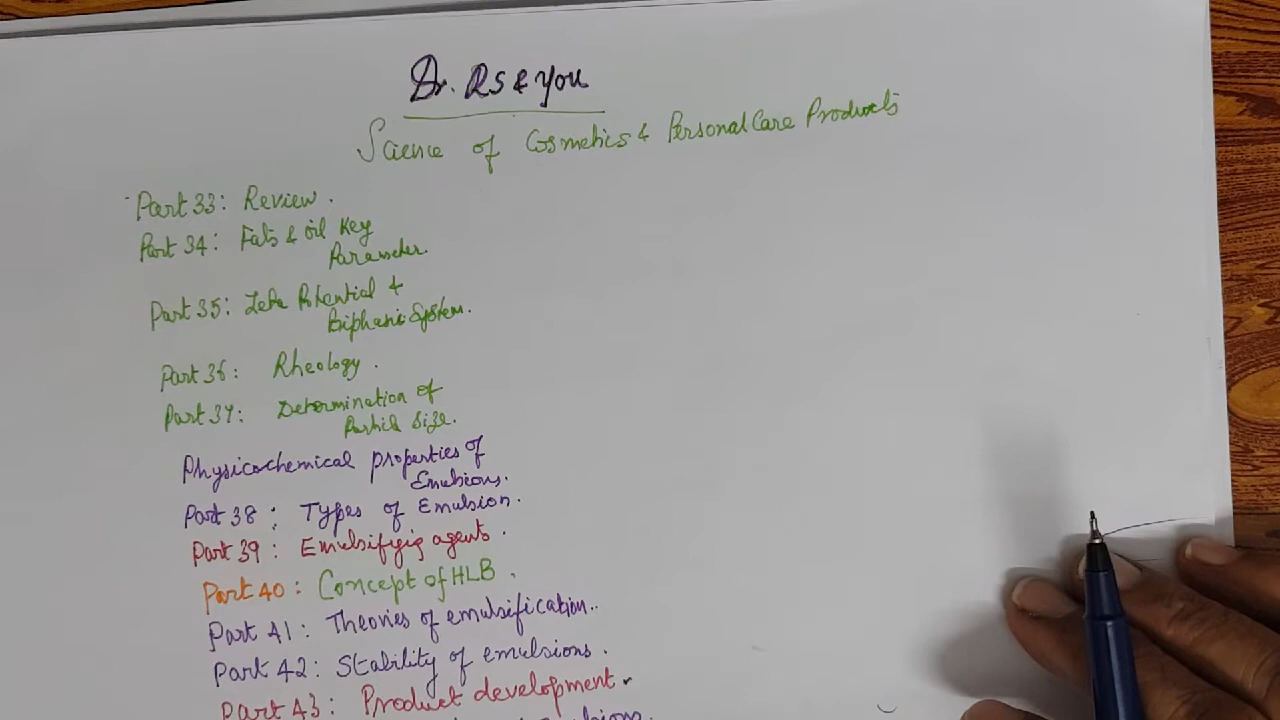 Dr. RS & You
Science of Cosmetics & Personal Care Products
Part 33: Review.
Part 34: Fats & oil Key
Parameter.
Part 35: Zeta Potential &
Biphasic System.
Part 36: Rheology.
Part 37: Determination of
Particle Size.
Physicochemical properties of
Emulsions.
Part 38: Types of Emulsion.
Part 39: Emulsifyig agents.
Part 40: Concept of HLB.
Part 41: Theories of emulsification..
Part 42: Stability of emulsions.
Part 43: Product development